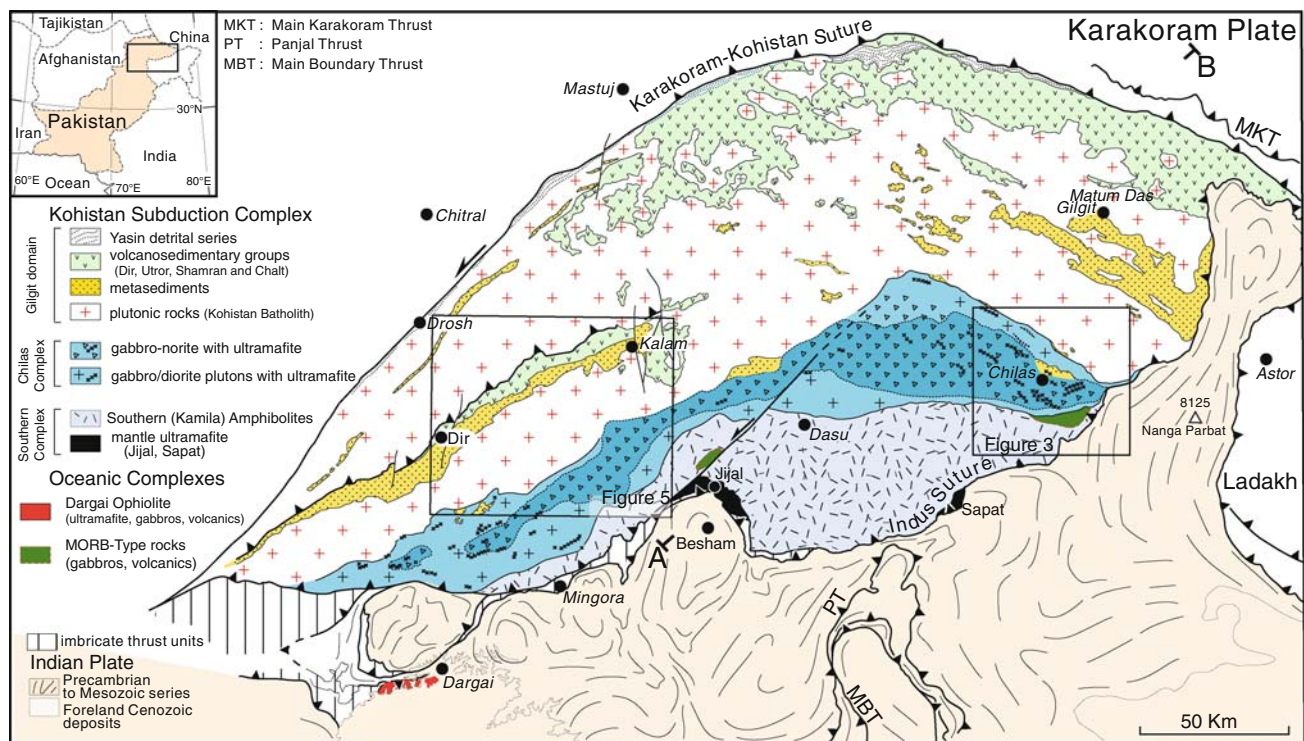 Tajikistan
China
Afghanistan
30°N
Pakistan
Iran
India
60°E
Ocean
70°E
80°E
MKT : Main Karakoram Thrust
PT : Panjal Thrust
MBT : Main Boundary Thrust
Karakoram Plate
B
Karakoram-Kohistan Suture
Mastuj
MKT
Chitral
Matum Das
Gilgit
Kohistan Subduction Complex
Gilgit domain
Yasin detrital series
volcanosedimentary groups
(Dir, Utror, Shamran and Chalt)
metasediments
plutonic rocks (Kohistan Batholith)
Chilas
Complex
gabbro-norite with ultramafite
gabbro/diorite plutons with ultramafite
Southern
Complex
Southern (Kamila) Amphibolites
mantle ultramafite
(Jijal, Sapat)
Oceanic Complexes
Dargai Ophiolite
(ultramafite, gabbros, volcanics)
MORB-Type rocks
(gabbros, volcanics)
imbricate thrust units
Indian Plate
Precambrian
to Mesozoic series
Foreland Cenozoic
deposits
Drosh
Kalam
Chilas
Astor
Dir
Dasu
8125
Nanga Parbat
Figure 3
Figure 5
Jijal
Indus Suture
Sapat
Ladakh
A
Besham
Mingora
PT
Dargai
MBT
50 Km